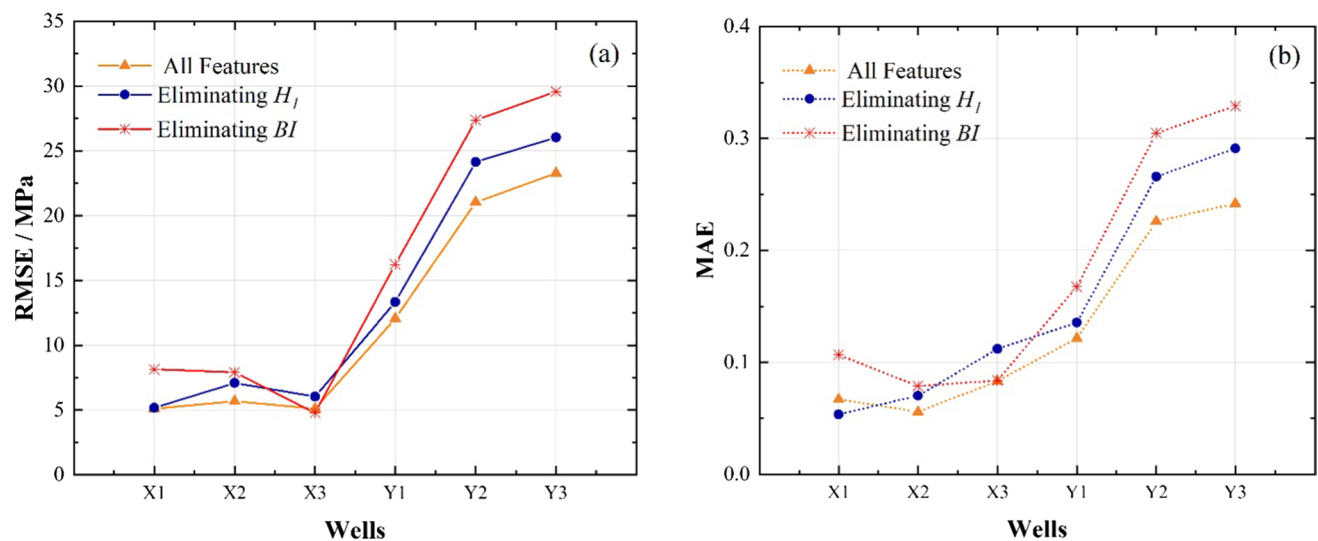 (a)
All Features
Eliminating H1
Eliminating BI
35
30
25
20
15
10
5
0
RMSE / MPa
X1 X2 X3 Y1 Y2 Y3
Wells
(b)
All Features
Eliminating H1
Eliminating BI
0.4
0.3
0.2
0.1
0.0
MAE
X1 X2 X3 Y1 Y2 Y3
Wells